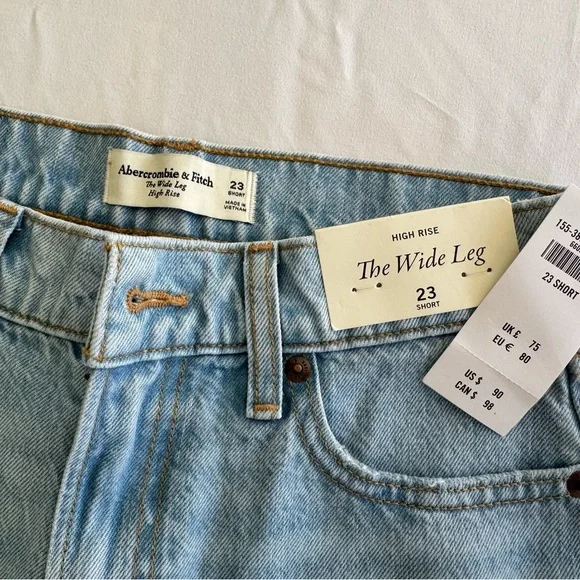 Abercrombie & Fitch
The Wide Leg
High Rise
23
SHORT
MADE IN
VIETNAM
HIGH RISE
The Wide Leg
23
SHORT
23 SHORT
UK £ 75
EU € 80
US $ 90
CAN $ 98